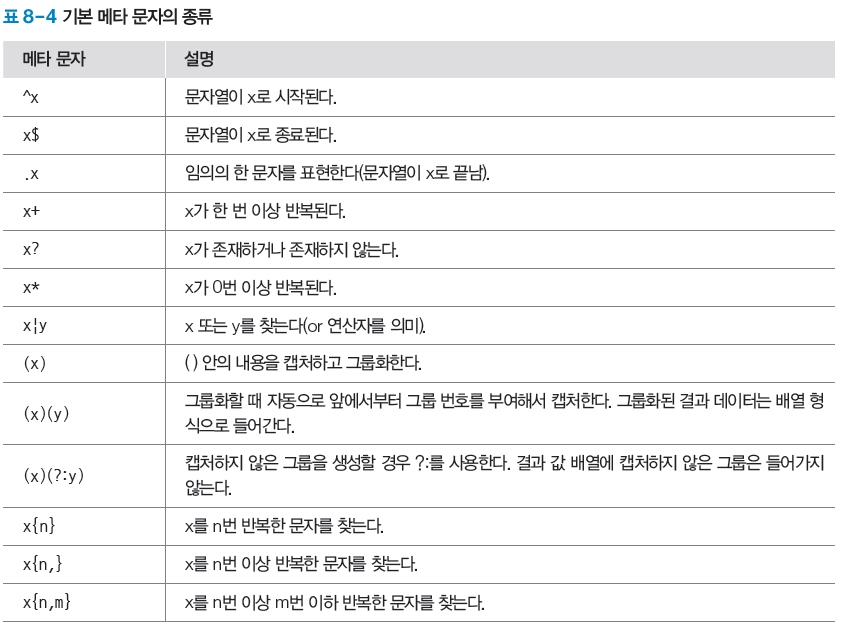 표 8-4 기본 메타 문자의 종류
메타 문자 설명
^x 문자열이 x로 시작된다.
x$ 문자열이 x로 종료된다.
.x 임의의 한 문자를 표현한다(문자열이 x로 끝남).
x+ x가 한 번 이상 반복된다.
x? x가 존재하거나 존재하지 않는다.
x* x가 0번 이상 반복된다.
x|y x 또는 y를 찾는다(or 연산자를 의미).
(x) ( ) 안의 내용을 캡처하고 그룹화한다.
(x)(y) 그룹화할 때 자동으로 앞에서부터 그룹 번호를 부여해서 캡처한다. 그룹화된 결과 데이터는 배열 형
식으로 들어간다.
(x)(?:y) 캡처하지 않은 그룹을 생성할 경우 ?:를 사용한다. 결과 값 배열에 캡처하지 않은 그룹은 들어가지
않는다.
x{n} x를 n번 반복한 문자를 찾는다.
x{n,} x를 n번 이상 반복한 문자를 찾는다.
x{n,m} x를 n번 이상 m번 이하 반복한 문자를 찾는다.